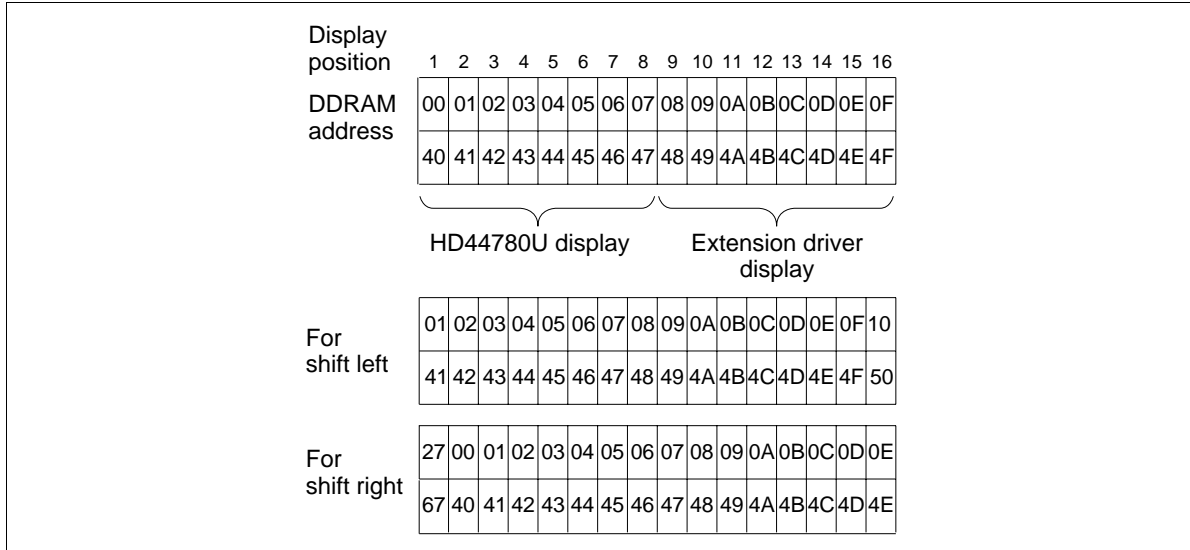 Display
position 1 2 3 4 5 6 7 8 9 10 11 12 13 14 15 16
DDRAM
address
00 01 02 03 04 05 06 07 08 09 0A 0B 0C 0D 0E 0F
40 41 42 43 44 45 46 47 48 49 4A 4B 4C 4D 4E 4F
HD44780U display
Extension driver
display
For
shift left
01 02 03 04 05 06 07 08 09 0A 0B 0C 0D 0E 0F 10
41 42 43 44 45 46 47 48 49 4A 4B 4C 4D 4E 4F 50
For
shift right
27 00 01 02 03 04 05 06 07 08 09 0A 0B 0C 0D 0E
67 40 41 42 43 44 45 46 47 48 49 4A 4B 4C 4D 4E